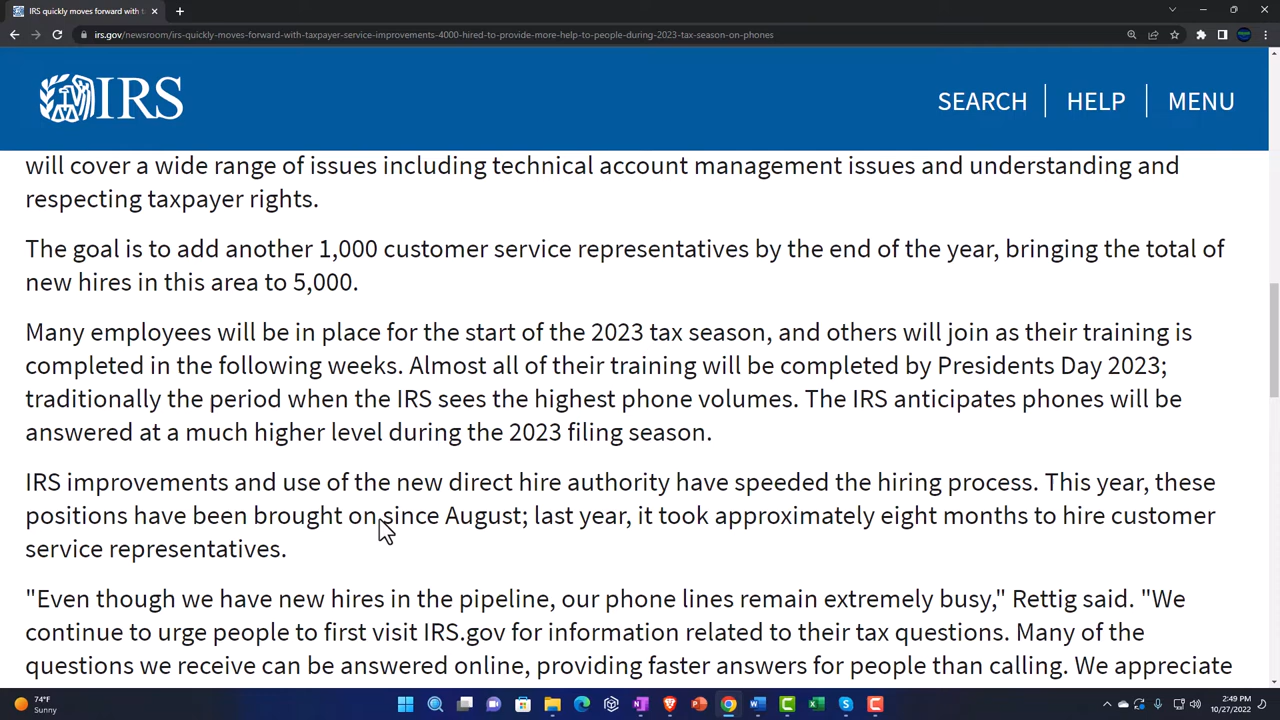 IRS quickly moves forward with t
irs.gov/newsroom/irs-quickly-moves-forward-with-taxpayer-service-improvements-4000-hired-to-provide-more-help-to-people-during-2023-tax-season-on-phones
IRS
SEARCH
HELP
MENU
will cover a wide range of issues including technical account management issues and understanding and
respecting taxpayer rights.
The goal is to add another 1,000 customer service representatives by the end of the year, bringing the total of
new hires in this area to 5,000.
Many employees will be in place for the start of the 2023 tax season, and others will join as their training is
completed in the following weeks. Almost all of their training will be completed by Presidents Day 2023;
traditionally the period when the IRS sees the highest phone volumes. The IRS anticipates phones will be
answered at a much higher level during the 2023 filing season.
IRS improvements and use of the new direct hire authority have speeded the hiring process. This year, these
positions have been brought on since August; last year, it took approximately eight months to hire customer
service representatives.
"Even though we have new hires in the pipeline, our phone lines remain extremely busy," Rettig said. "We
continue to urge people to first visit IRS.gov for information related to their tax questions. Many of the
questions we receive can be answered online, providing faster answers for people than calling. We appreciate
74°F
Sunny
2:49 PM
10/27/2022